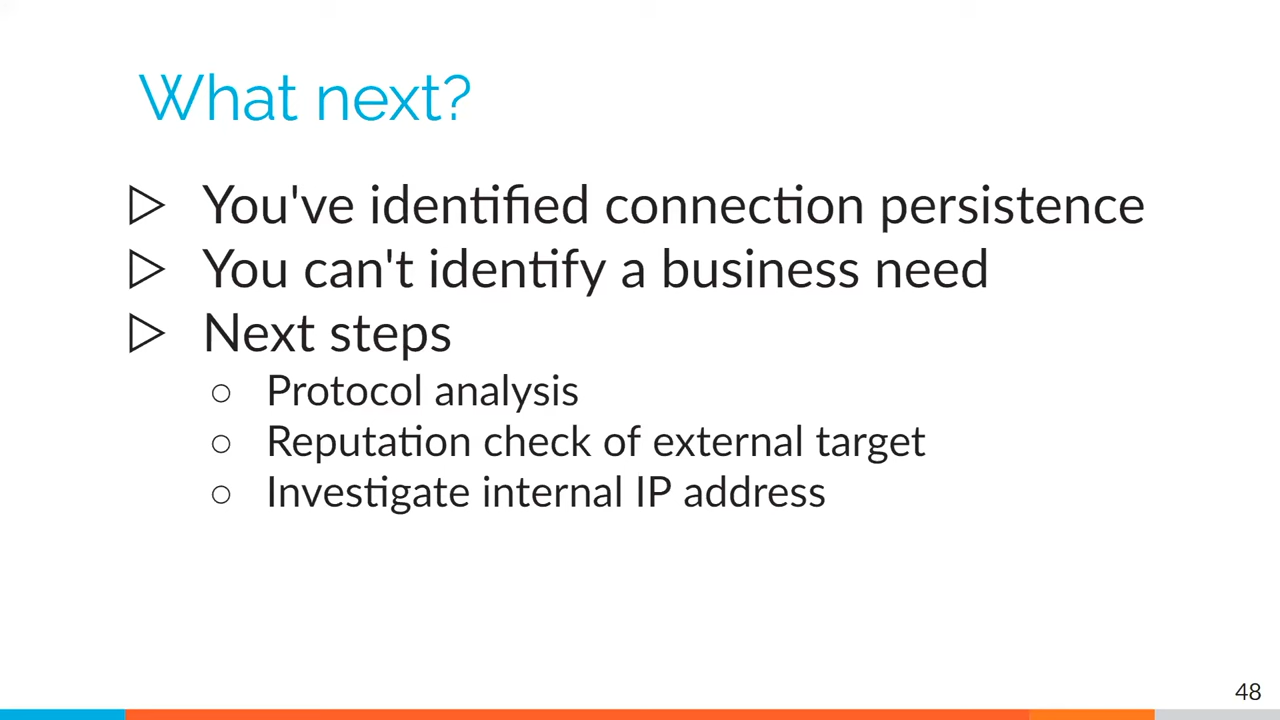 What next?
▷ You've identified connection persistence
▷ You can't identify a business need
▷ Next steps
○ Protocol analysis
○ Reputation check of external target
○ Investigate internal IP address
48